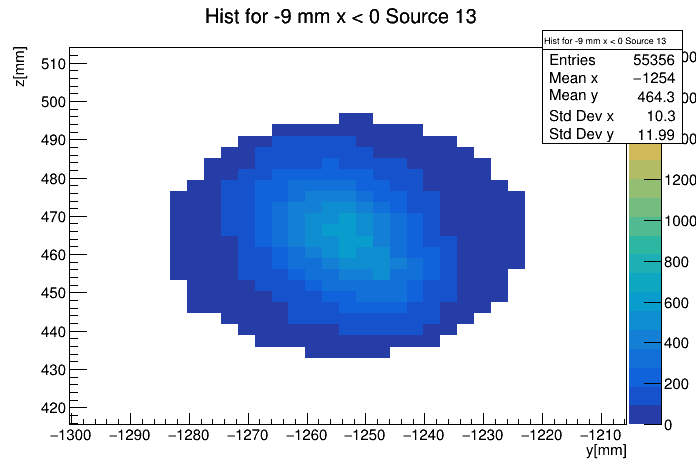 Hist for -9 mm x < 0 Source 13
z[mm]
Hist for -9 mm x < 0 Source 13
Entries 55356
Mean x −1254
Mean y 464.3
Std Dev x 10.3
Std Dev y 11.99
510
500
490
480
470
460
450
440
430
420
1200
1000
800
600
400
200
0
−1300 −1290 −1280 −1270 −1260 −1250 −1240 −1230 −1220 −1210
y[mm]